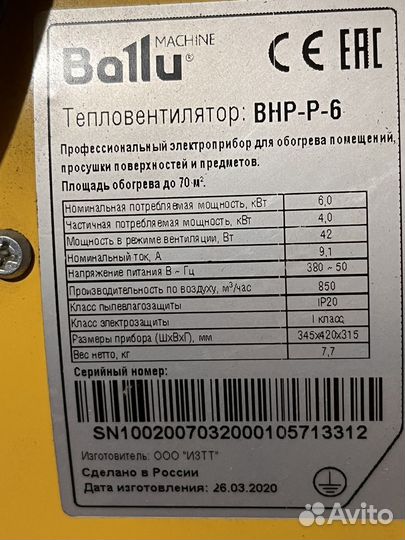 MACHINE
Ballu®
CE EAC
Тепловентилятор: BHP-P-6
Профессиональный электроприбор для обогрева помещений,
просушки поверхностей и предметов.
Площадь обогрева до 70 м².
Номинальная потребляемая мощность, кВт 6,0
Частичная потребляемая мощность, кВт 4,0
Мощность в режиме вентиляции, Вт 42
Номинальный ток, А 9,1
Напряжение питания В ~ Гц 380 ~ 50
Производительность по воздуху, м³/час 850
Класс пылевлагозащиты IP20
Класс электрозащиты I класс
Размеры прибора (ШхВхГ), мм 345х420х315
Вес нетто, кг 7,7
Серийный номер:
SN1002007032000105713312
Изготовитель: ООО "ИЗТТ"
Сделано в России
Дата изготовления: 26.03.2020
Avito